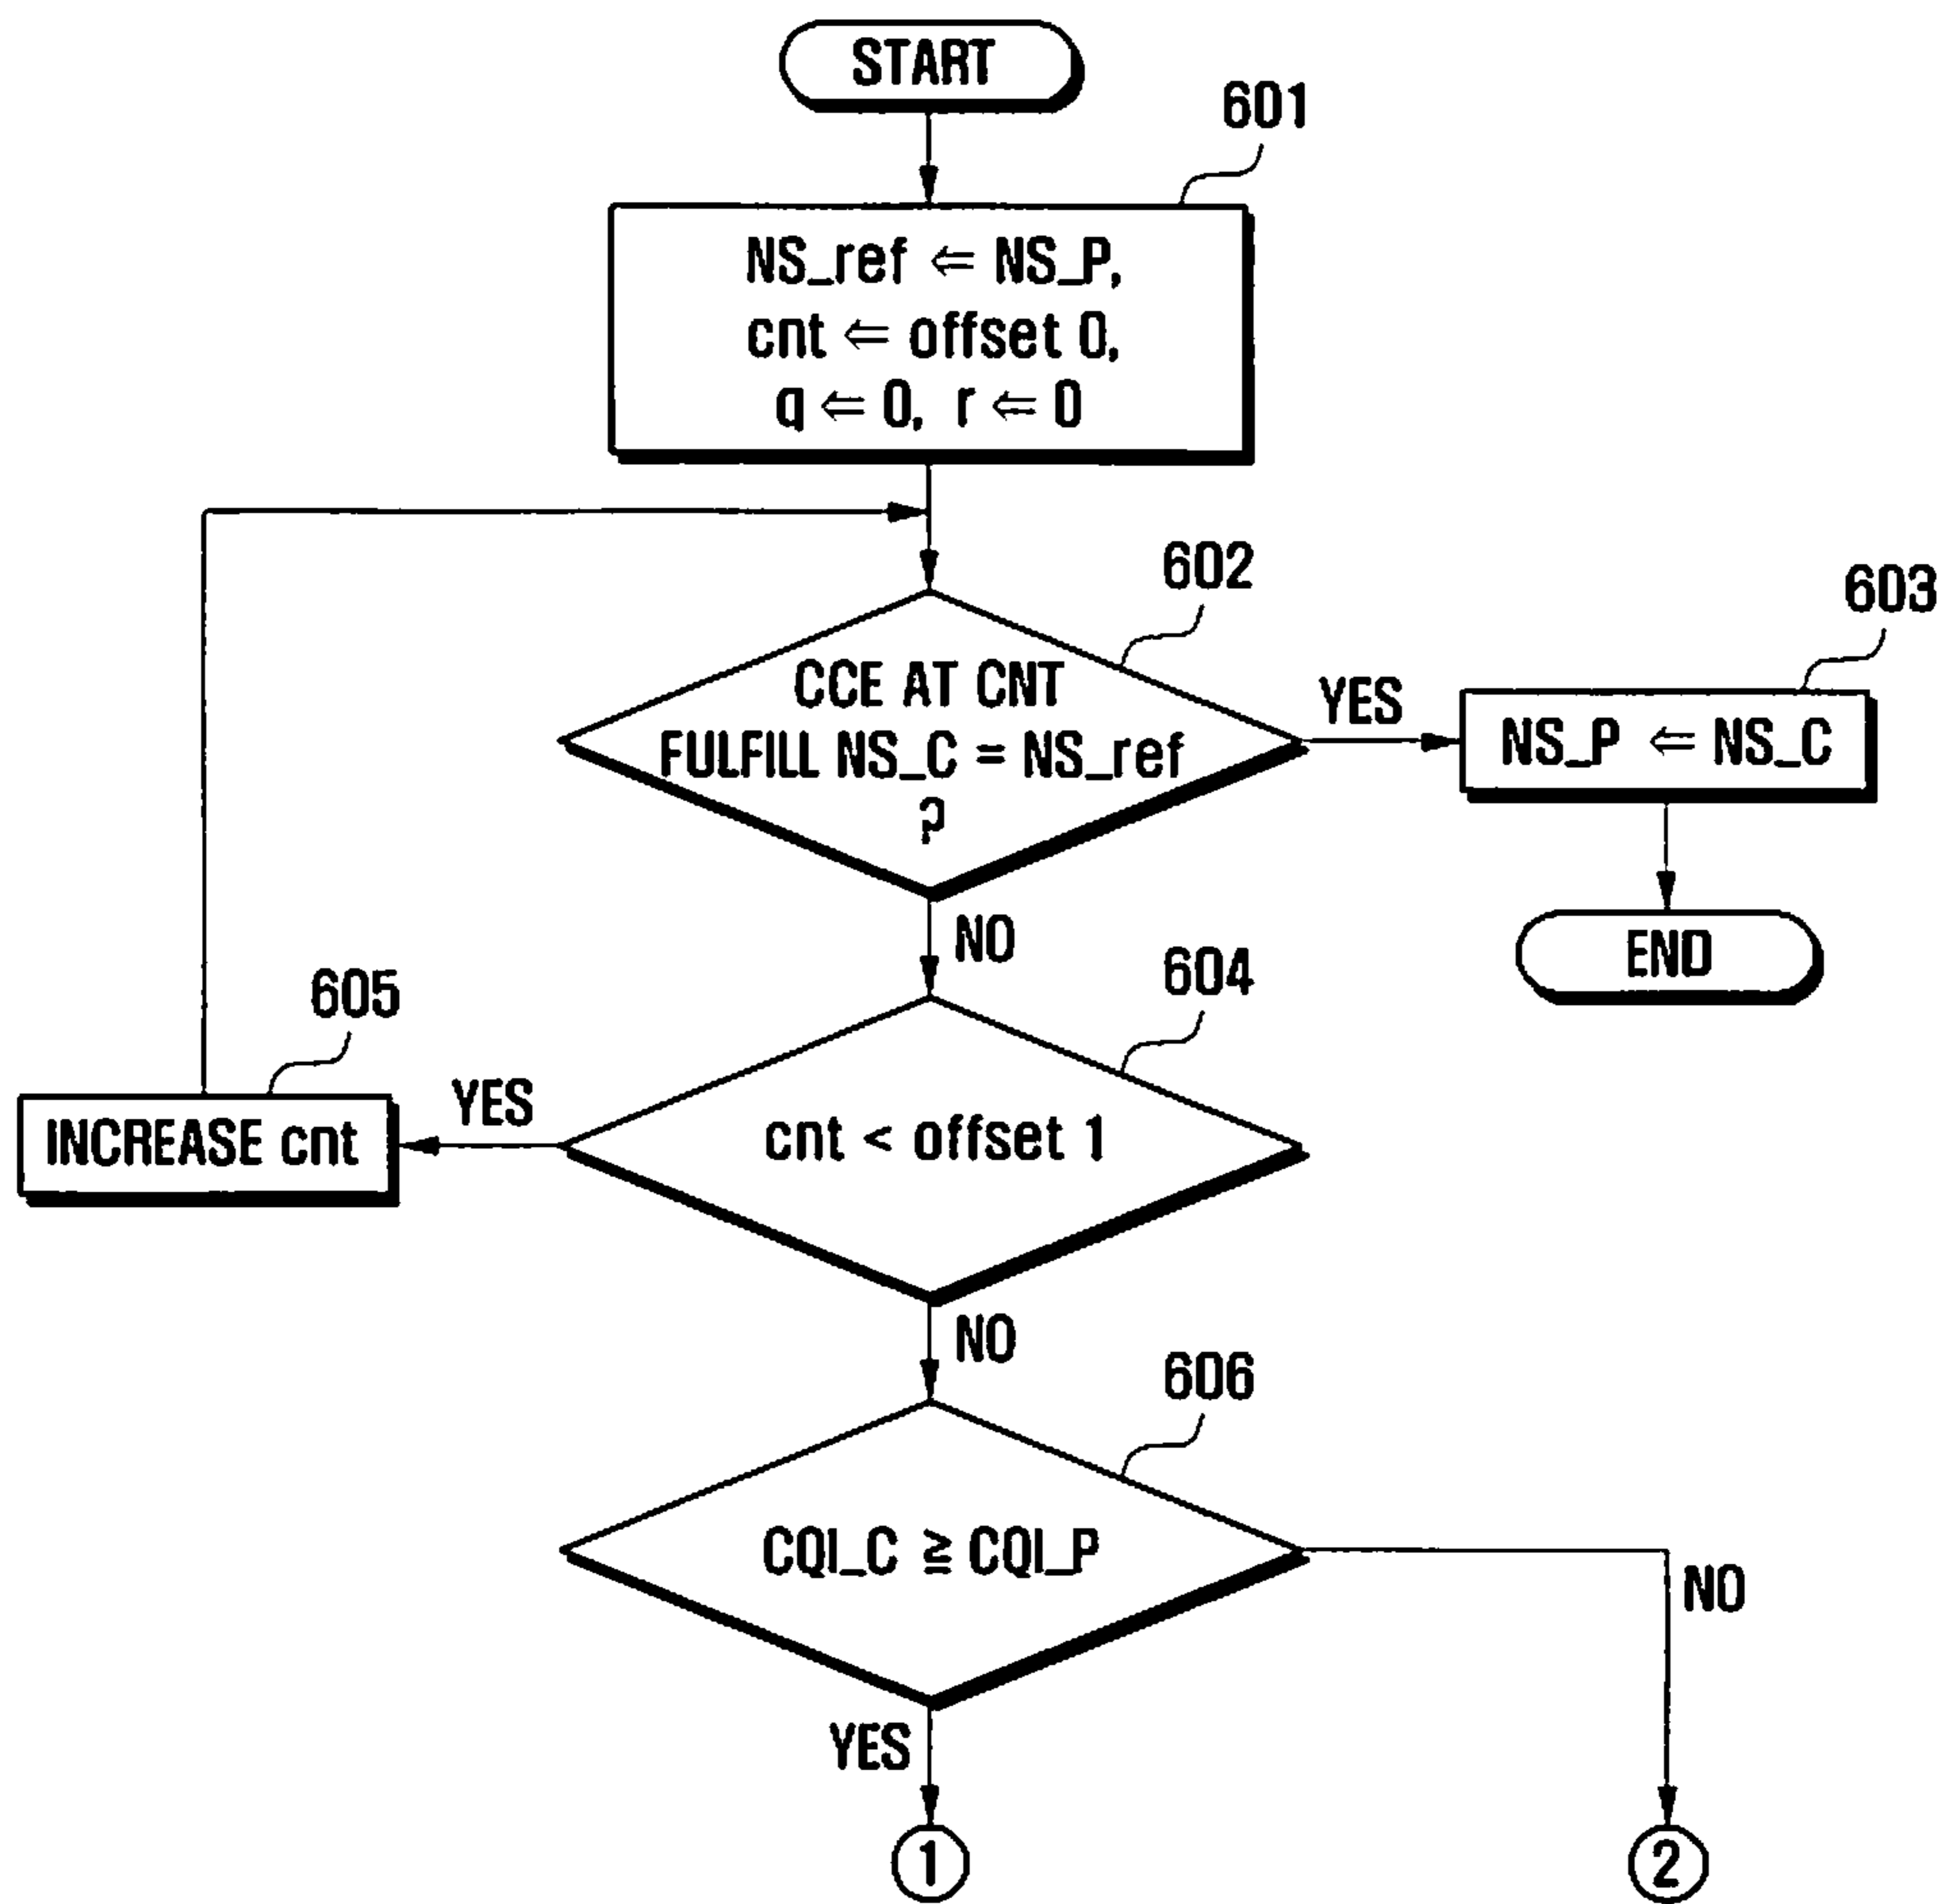 START
601
NS_ref ⇐ NS_P,
cnt ⇐ offset 0,
q ⇐ 0, r ⇐ 0
602
603
CCE AT CNT
FULFILL NS_C = NS_ref
?
YES
NS_P ⇐ NS_C
NO
END
604
605
YES
INCREASE cnt
cnt < offset 1
NO
606
CQI_C ≧ CQI_P
NO
YES
①
②